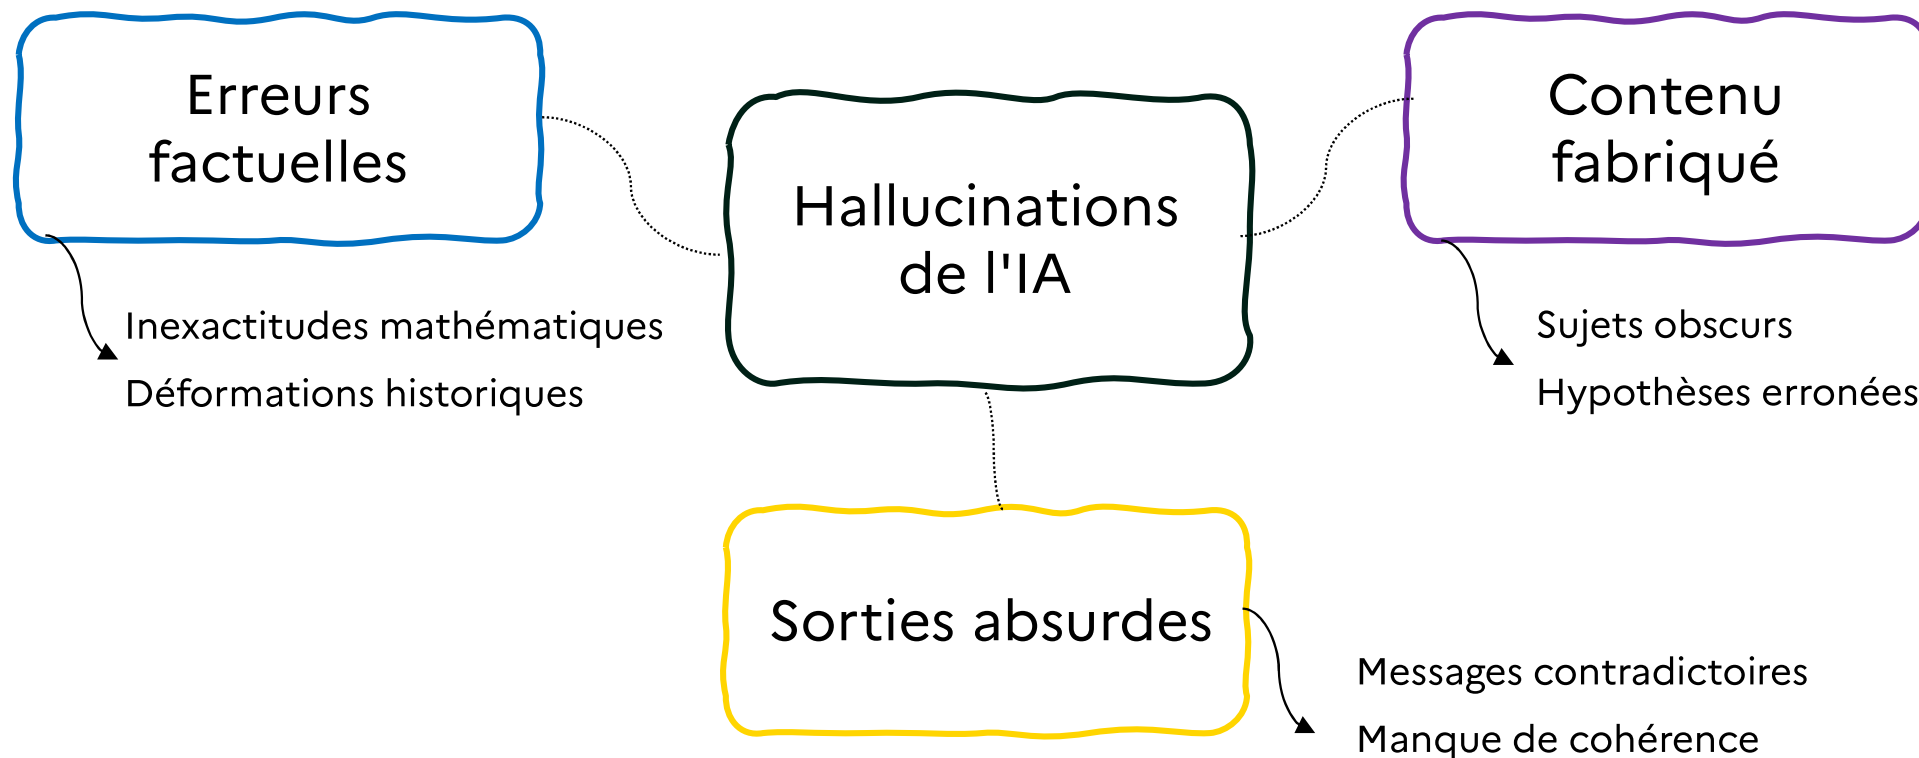 Erreurs
factuelles
Inexactitudes mathématiques
Déformations historiques
Hallucinations
de l'IA
Contenu
fabriqué
Sujets obscurs
Hypothèses erronées
Sorties absurdes
Messages contradictoires
Manque de cohérence